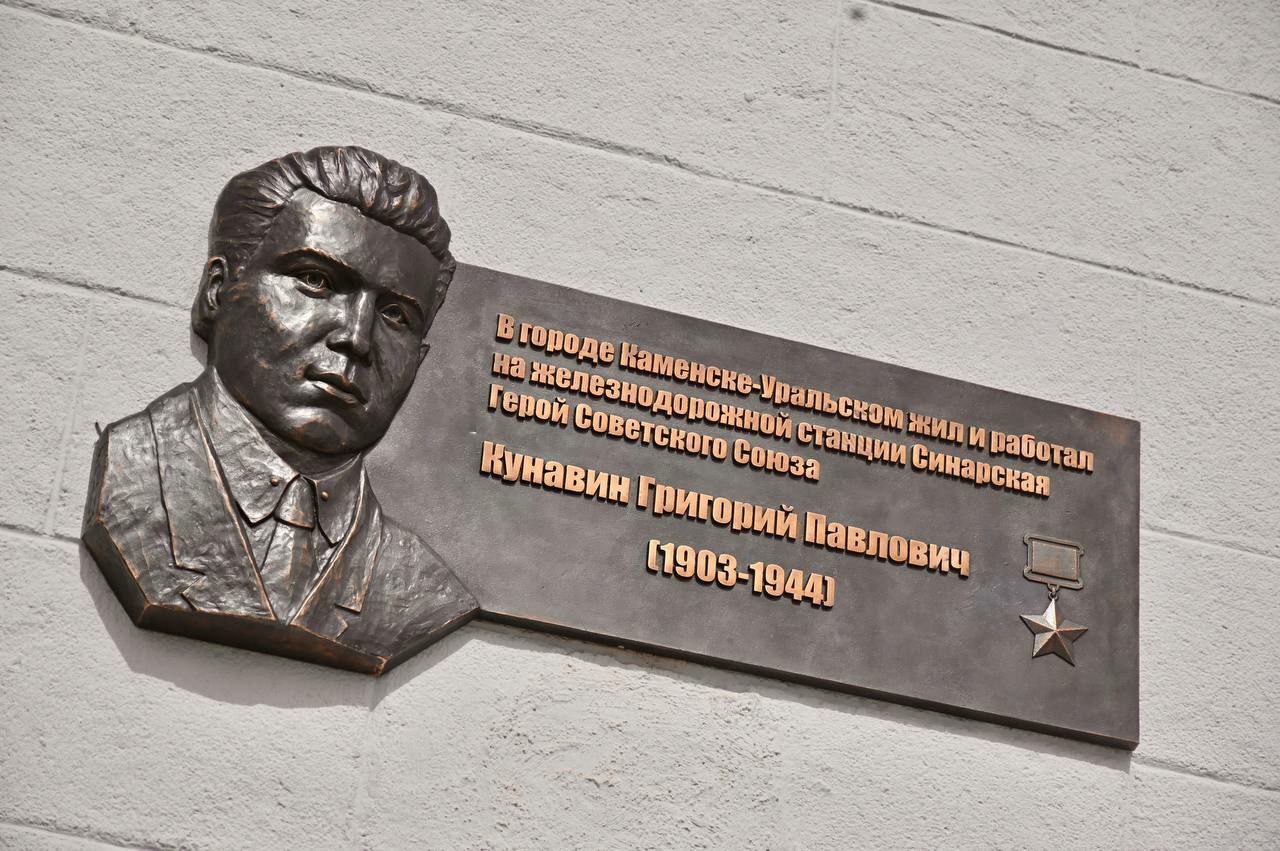 В городе Каменске-Уральском жил и работал
на железнодорожной станции Синарская
Герой Советского Союза
Кунавин Григорий Павлович
(1903-1944)